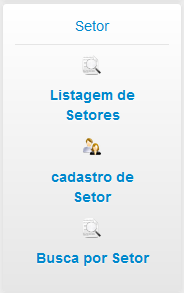 Setor
Listagem de
Setores
cadastro de
Setor
Busca por Setor